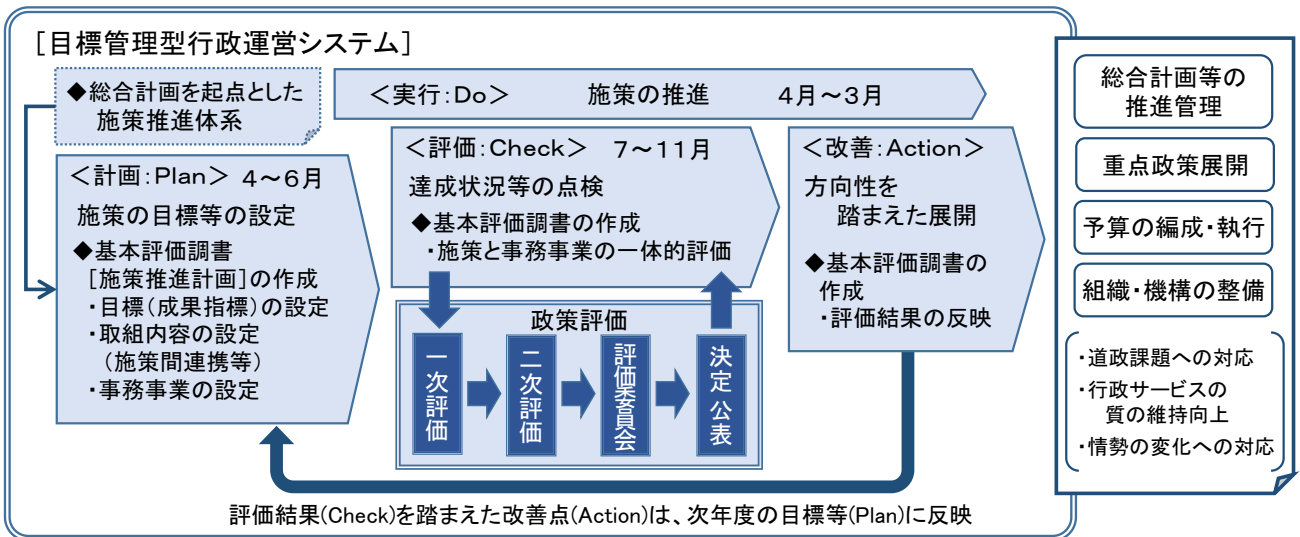 [目標管理型行政運営システム]
◆総合計画を起点とした
施策推進体系
＜実行:Do＞　施策の推進　4月～3月
＜計画:Plan＞ 4～6月
施策の目標等の設定
◆基本評価調書
[施策推進計画]の作成
・目標(成果指標)の設定
・取組内容の設定
(施策間連携等)
・事務事業の設定
＜評価:Check＞ 7～11月
達成状況等の点検
◆基本評価調書の作成
・施策と事務事業の一体的評価
政策評価
一次評価
二次評価
評価委員会
決定 公表
＜改善:Action＞
方向性を
踏まえた展開
◆基本評価調書の
作成
・評価結果の反映
評価結果(Check)を踏まえた改善点(Action)は、次年度の目標等(Plan)に反映
総合計画等の
推進管理
重点政策展開
予算の編成・執行
組織・機構の整備
・道政課題への対応
・行政サービスの
質の維持向上
・情勢の変化への対応